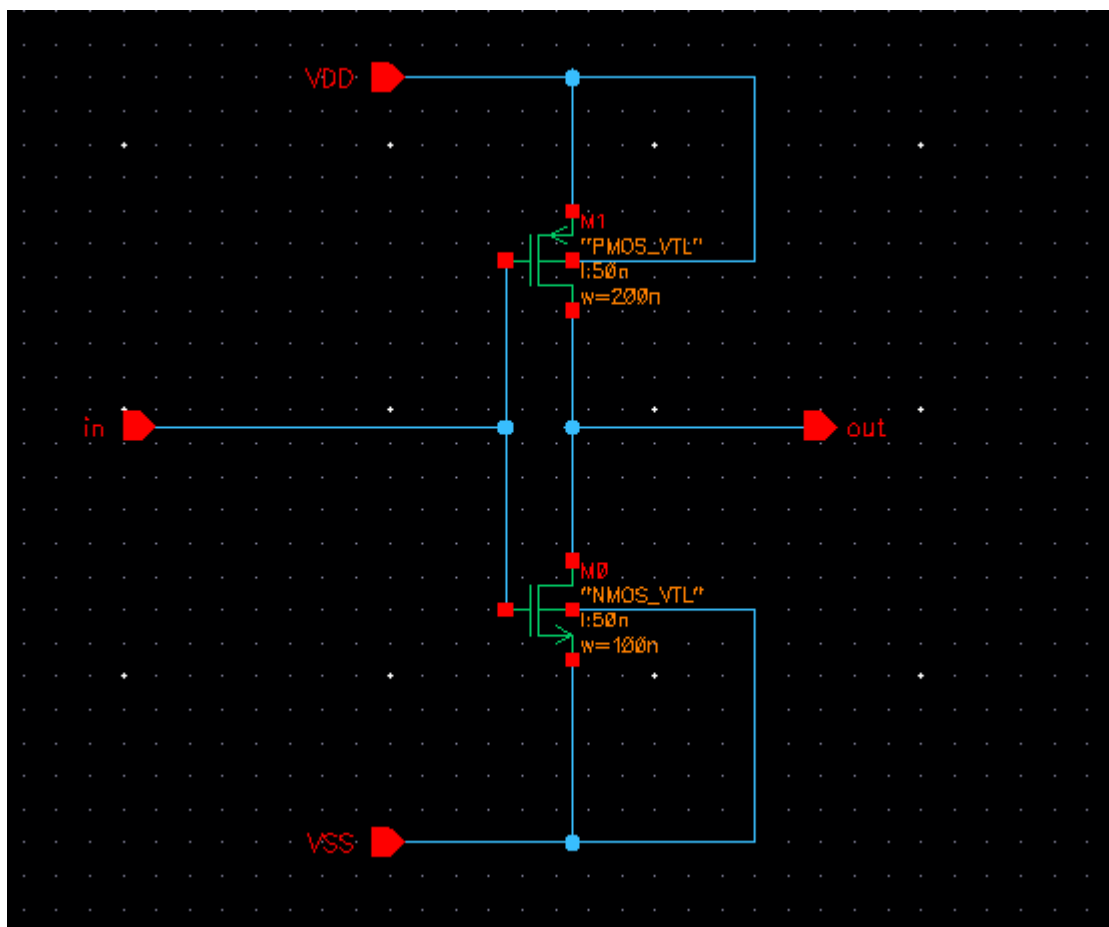 VDD
M1
"PMOS_VTL"
l:50n
w=200n
in
out
M0
"NMOS_VTL"
l:50n
w=100n
VSS